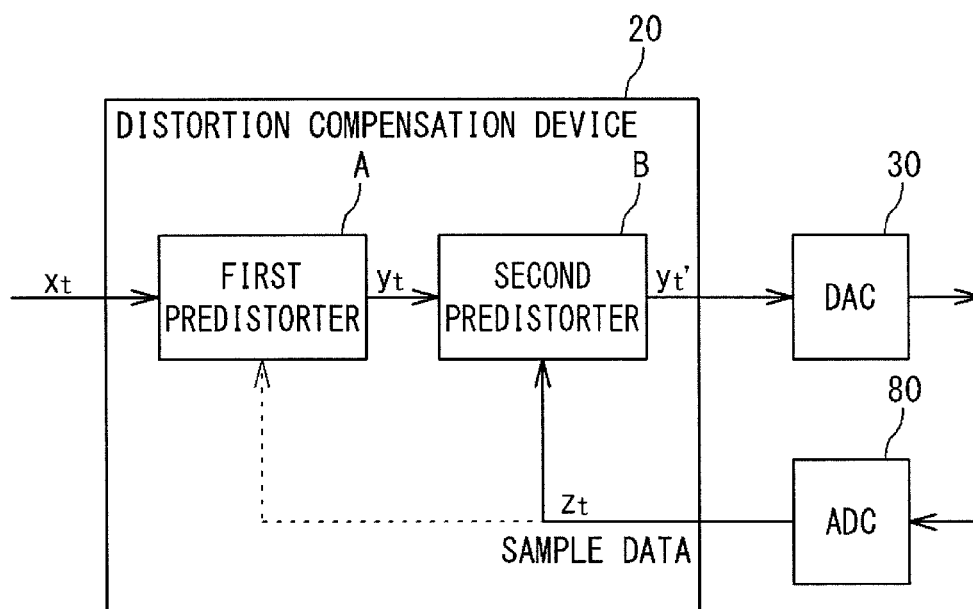 20
DISTORTION COMPENSATION DEVICE
A
B
30
xt
FIRST
PREDISTORTER
yt
SECOND
PREDISTORTER
yt'
DAC
80
zt
ADC
SAMPLE DATA